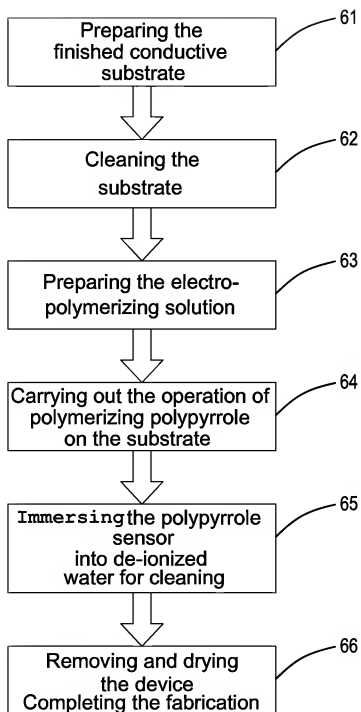 Preparing the
finished conductive
substrate
61
Cleaning the
substrate
62
Preparing the electro-
polymerizing solution
63
Carrying out the operation of
polymerizing polypyrrole
on the substrate
64
Immersing the polypyrrole
sensor
into de-ionized
water for cleaning
65
Removing and drying
the device
Completing the fabrication
66